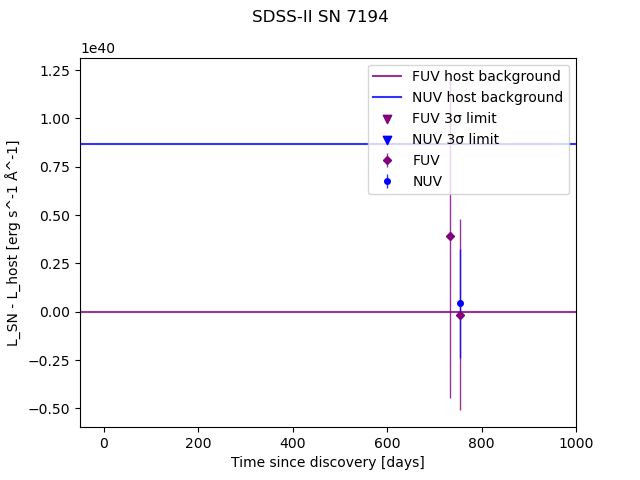 SDSS-II SN 7194
1e40
1.25
1.00
0.75
0.50
0.25
0.00
−0.25
−0.50
L_SN - L_host [erg s^-1 Å^-1]
FUV host background
NUV host background
FUV 3σ limit
NUV 3σ limit
FUV
NUV
0 200 400 600 800 1000
Time since discovery [days]